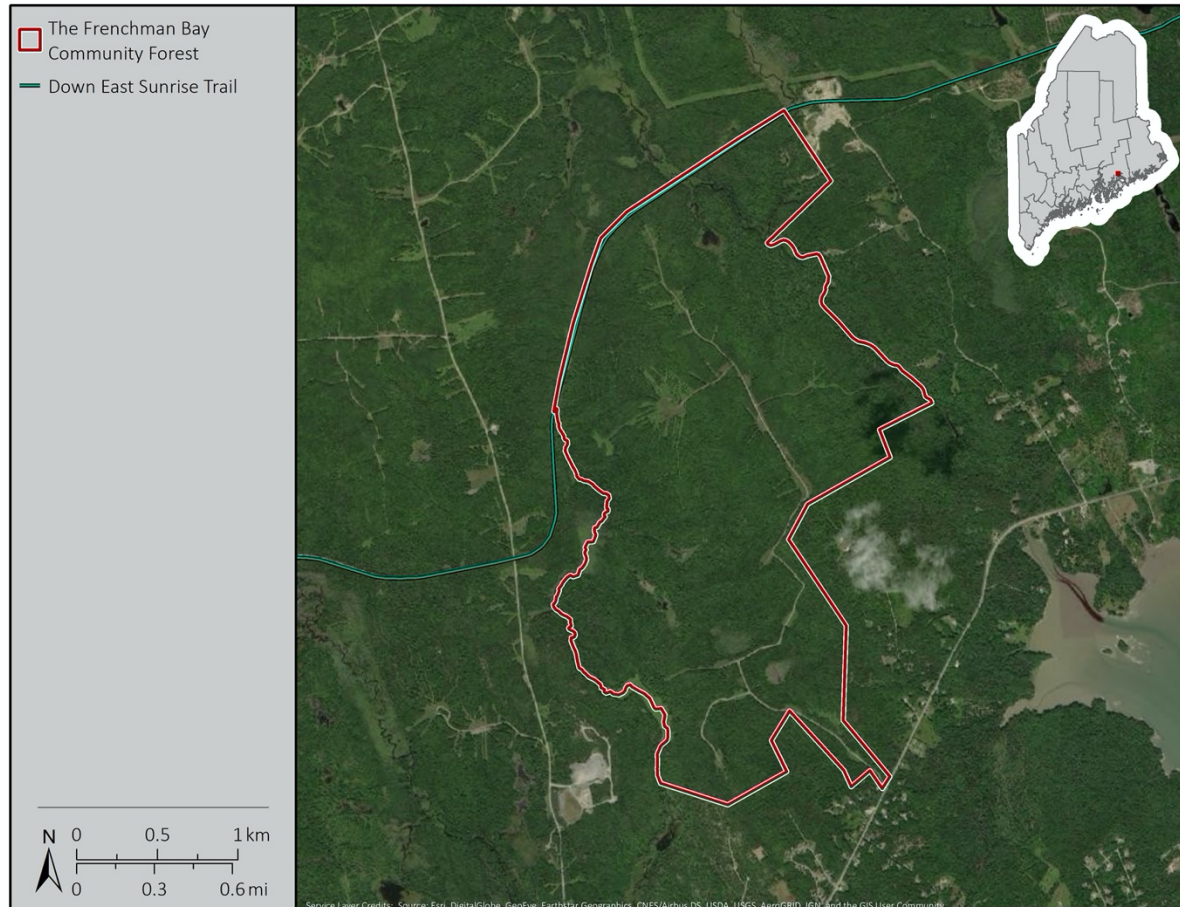 The Frenchman Bay
Community Forest
Down East Sunrise Trail
N 0 0.5 1 km
0 0.3 0.6 mi
Service Layer Credits: Source: Esri, DigitalGlobe, GeoEye, Earthstar Geographics, CNES/Airbus DS, USDA, USGS, AeroGRID, IGN, and the GIS User Community